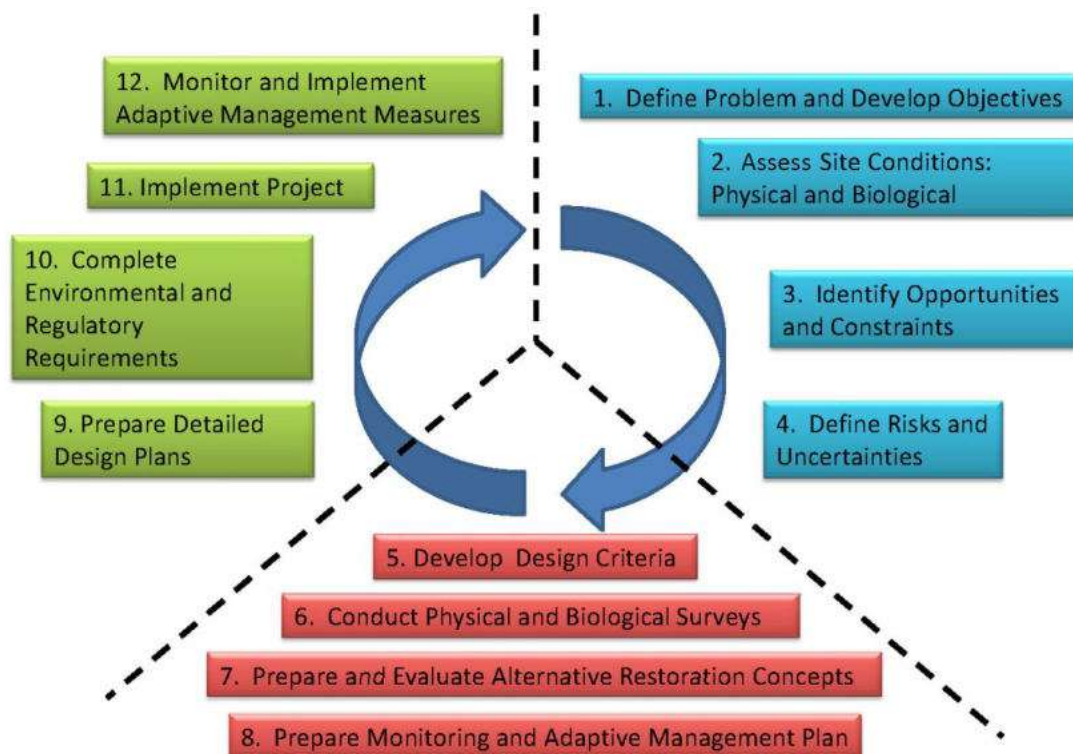 1. Define Problem and Develop Objectives
2. Assess Site Conditions:
Physical and Biological
3. Identify Opportunities
and Constraints
4. Define Risks and
Uncertainties
5. Develop Design Criteria
6. Conduct Physical and Biological Surveys
7. Prepare and Evaluate Alternative Restoration Concepts
8. Prepare Monitoring and Adaptive Management Plan
9. Prepare Detailed
Design Plans
10. Complete
Environmental and
Regulatory
Requirements
11. Implement Project
12. Monitor and Implement
Adaptive Management Measures